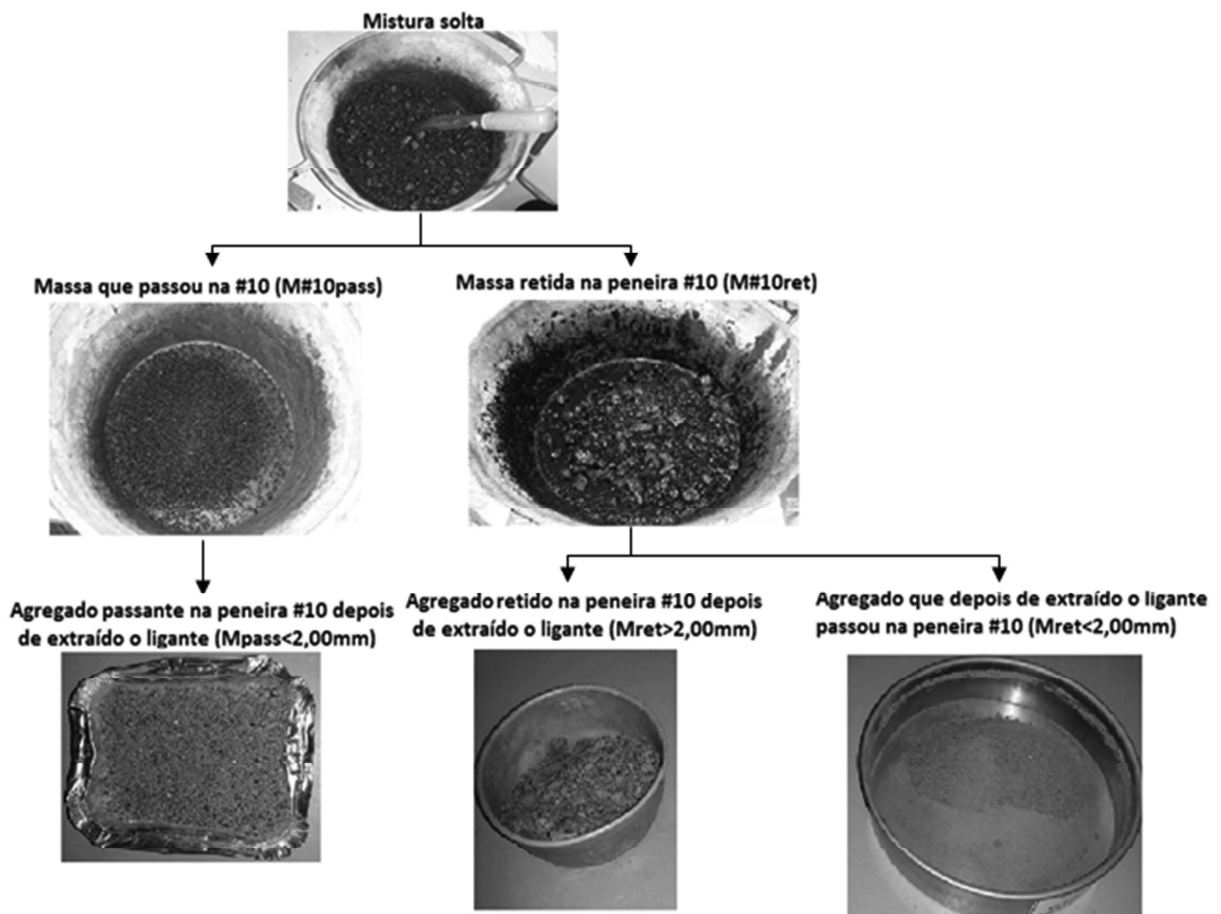 Mistura solta
Massa que passou na #10 (M#10pass)
Massa retida na peneira #10 (M#10ret)
Agregado passante na peneira #10 depois
de extraído o ligante (Mpass<2,00mm)
Agregado retido na peneira #10 depois
de extraído o ligante (Mret>2,00mm)
Agregado que depois de extraído o ligante
passou na peneira #10 (Mret<2,00mm)